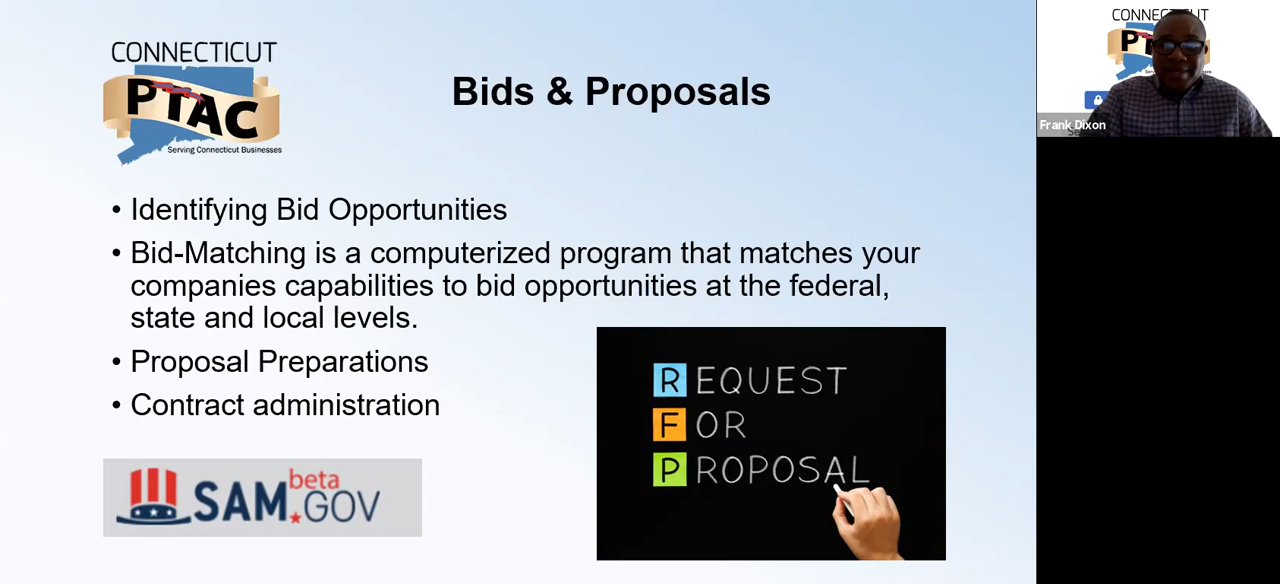 CONNECTICUT
PTAC
Serving Connecticut Businesses
Bids & Proposals
• Identifying Bid Opportunities
• Bid-Matching is a computerized program that matches your
companies capabilities to bid opportunities at the federal,
state and local levels.
• Proposal Preparations
• Contract administration
beta
SAM.GOV
REQUEST
FOR
PROPOSAL
CONNECTICUT
PTAC
Frank Dixon